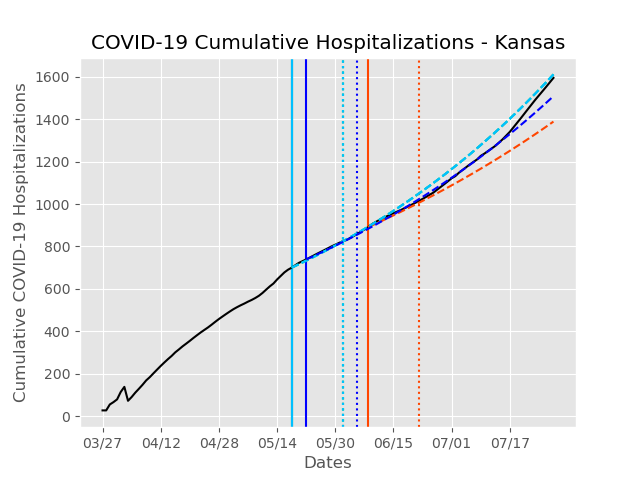 COVID-19 Cumulative Hospitalizations - Kansas
Cumulative COVID-19 Hospitalizations
1600
1400
1200
1000
800
600
400
200
0
03/27 04/12 04/28 05/14 05/30 06/15 07/01 07/17
Dates